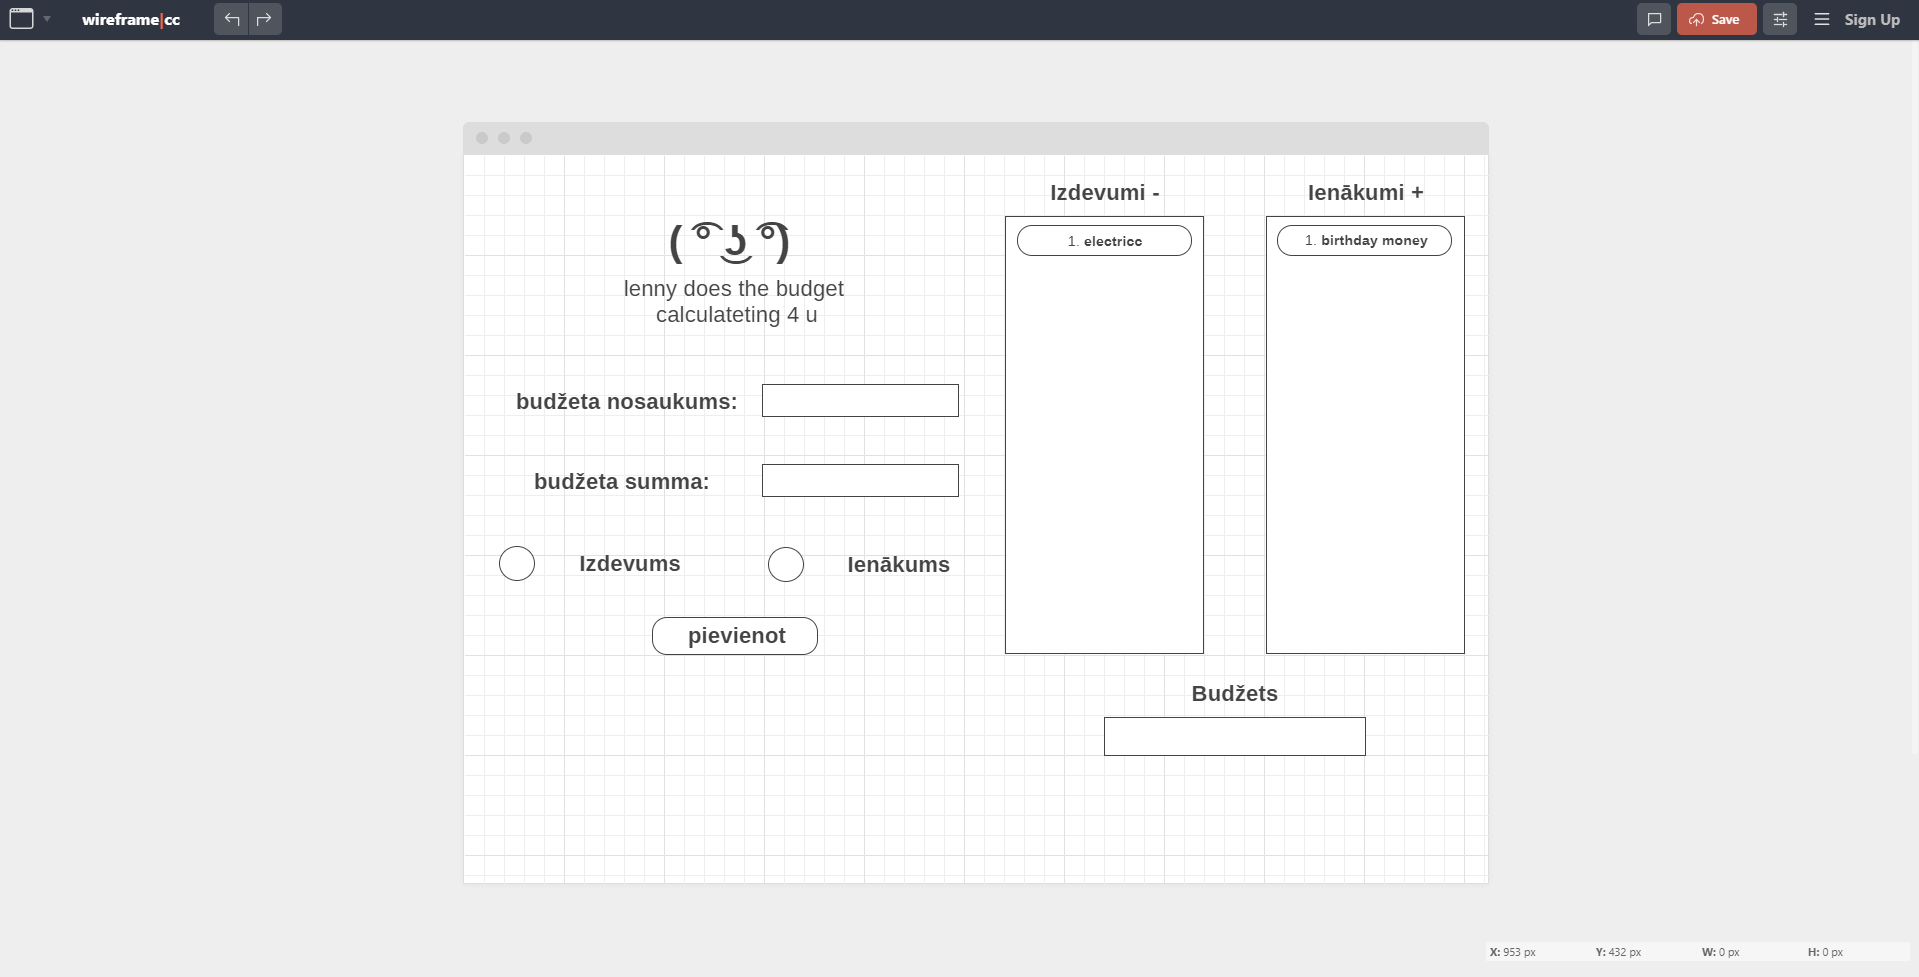 wireframe|cc
Save
Sign Up
Izdevumi -
Ienākumi +
( ͡° ͜ʖ ͡°)
1. electricc
1. birthday money
lenny does the budget
calculateting 4 u
budžeta nosaukums:
budžeta summa:
Izdevums
Ienākums
pievienot
Budžets
X: 953 px Y: 432 px W: 0 px H: 0 px